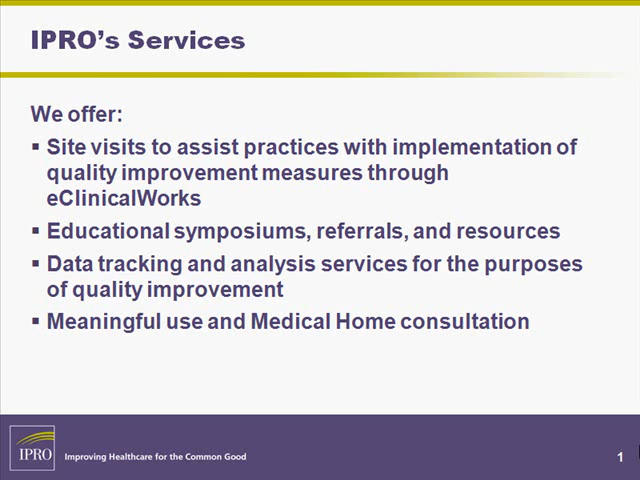 IPRO's Services
We offer:
▪ Site visits to assist practices with implementation of
quality improvement measures through
eClinicalWorks
▪ Educational symposiums, referrals, and resources
▪ Data tracking and analysis services for the purposes
of quality improvement
▪ Meaningful use and Medical Home consultation
IPRO
Improving Healthcare for the Common Good
1